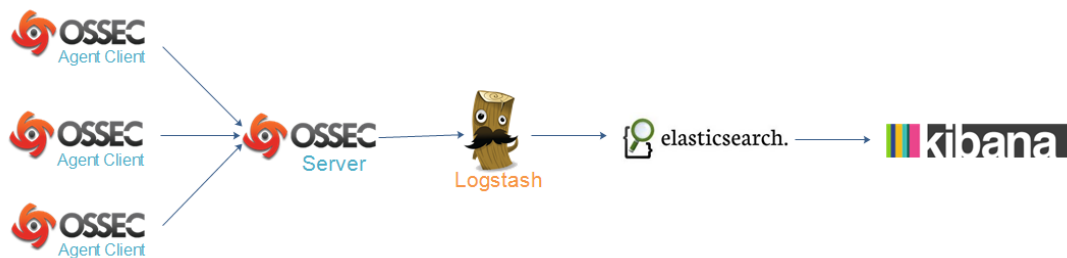 OSSEC
Agent Client
OSSEC
Agent Client
OSSEC
Agent Client
OSSEC
Server
Logstash
elasticsearch.
kibana